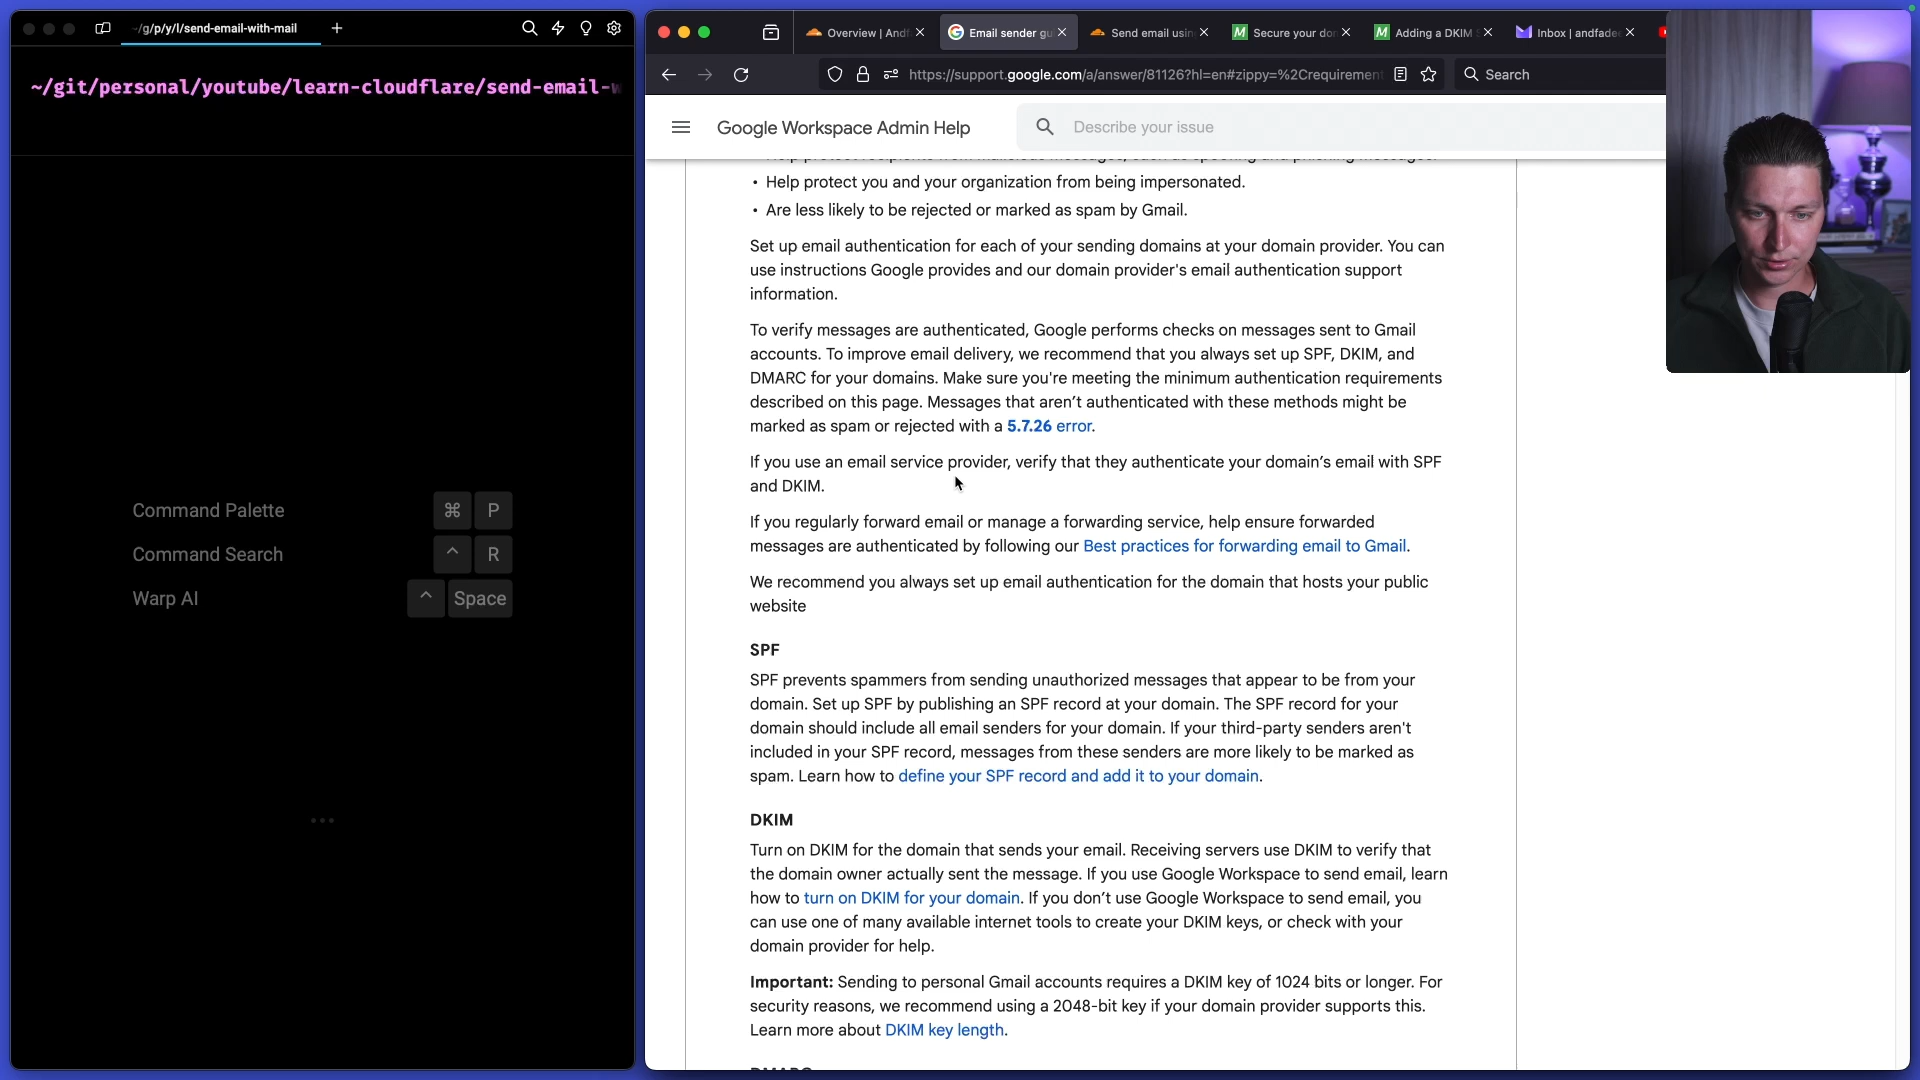 ~/g/p/y/l/send-email-with-mail
~/git/personal/youtube/learn-cloudflare/send-email-w
Command Palette ⌘ P
Command Search ^ R
Warp AI ^ Space
Overview | Andf
Email sender gu
Send email usin
Secure your dom
Adding a DKIM S
Inbox | andfadee
https://support.google.com/a/answer/81126?hl=en#zippy=%2Crequirement
Search
Google Workspace Admin Help
Describe your issue
Help protect recipients from malicious messages, such as spoofing and phishing messages.
• Help protect you and your organization from being impersonated.
• Are less likely to be rejected or marked as spam by Gmail.
Set up email authentication for each of your sending domains at your domain provider. You can
use instructions Google provides and our domain provider's email authentication support
information.
To verify messages are authenticated, Google performs checks on messages sent to Gmail
accounts. To improve email delivery, we recommend that you always set up SPF, DKIM, and
DMARC for your domains. Make sure you're meeting the minimum authentication requirements
described on this page. Messages that aren’t authenticated with these methods might be
marked as spam or rejected with a 5.7.26 error.
If you use an email service provider, verify that they authenticate your domain’s email with SPF
and DKIM.
If you regularly forward email or manage a forwarding service, help ensure forwarded
messages are authenticated by following our Best practices for forwarding email to Gmail.
We recommend you always set up email authentication for the domain that hosts your public
website
SPF
SPF prevents spammers from sending unauthorized messages that appear to be from your
domain. Set up SPF by publishing an SPF record at your domain. The SPF record for your
domain should include all email senders for your domain. If your third-party senders aren't
included in your SPF record, messages from these senders are more likely to be marked as
spam. Learn how to define your SPF record and add it to your domain.
DKIM
Turn on DKIM for the domain that sends your email. Receiving servers use DKIM to verify that
the domain owner actually sent the message. If you use Google Workspace to send email, learn
how to turn on DKIM for your domain. If you don’t use Google Workspace to send email, you
can use one of many available internet tools to create your DKIM keys, or check with your
domain provider for help.
Important: Sending to personal Gmail accounts requires a DKIM key of 1024 bits or longer. For
security reasons, we recommend using a 2048-bit key if your domain provider supports this.
Learn more about DKIM key length.
DMARC